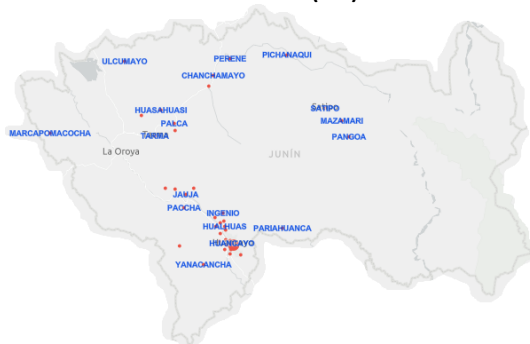 ULCUMAYO
PERENE
PICHANAQUI
CHANCHAMAYO
HUASAHUASI
PALCA
TARMA
SATIPO
MAZAMARI
PANGOA
MARCAPOMACOCHA
La Oroya
JUNÍN
JAUJA
PACCHA
INGENIO
HUALHUAS
PARIAHUANCA
HUANCAYO
YANACANCHA